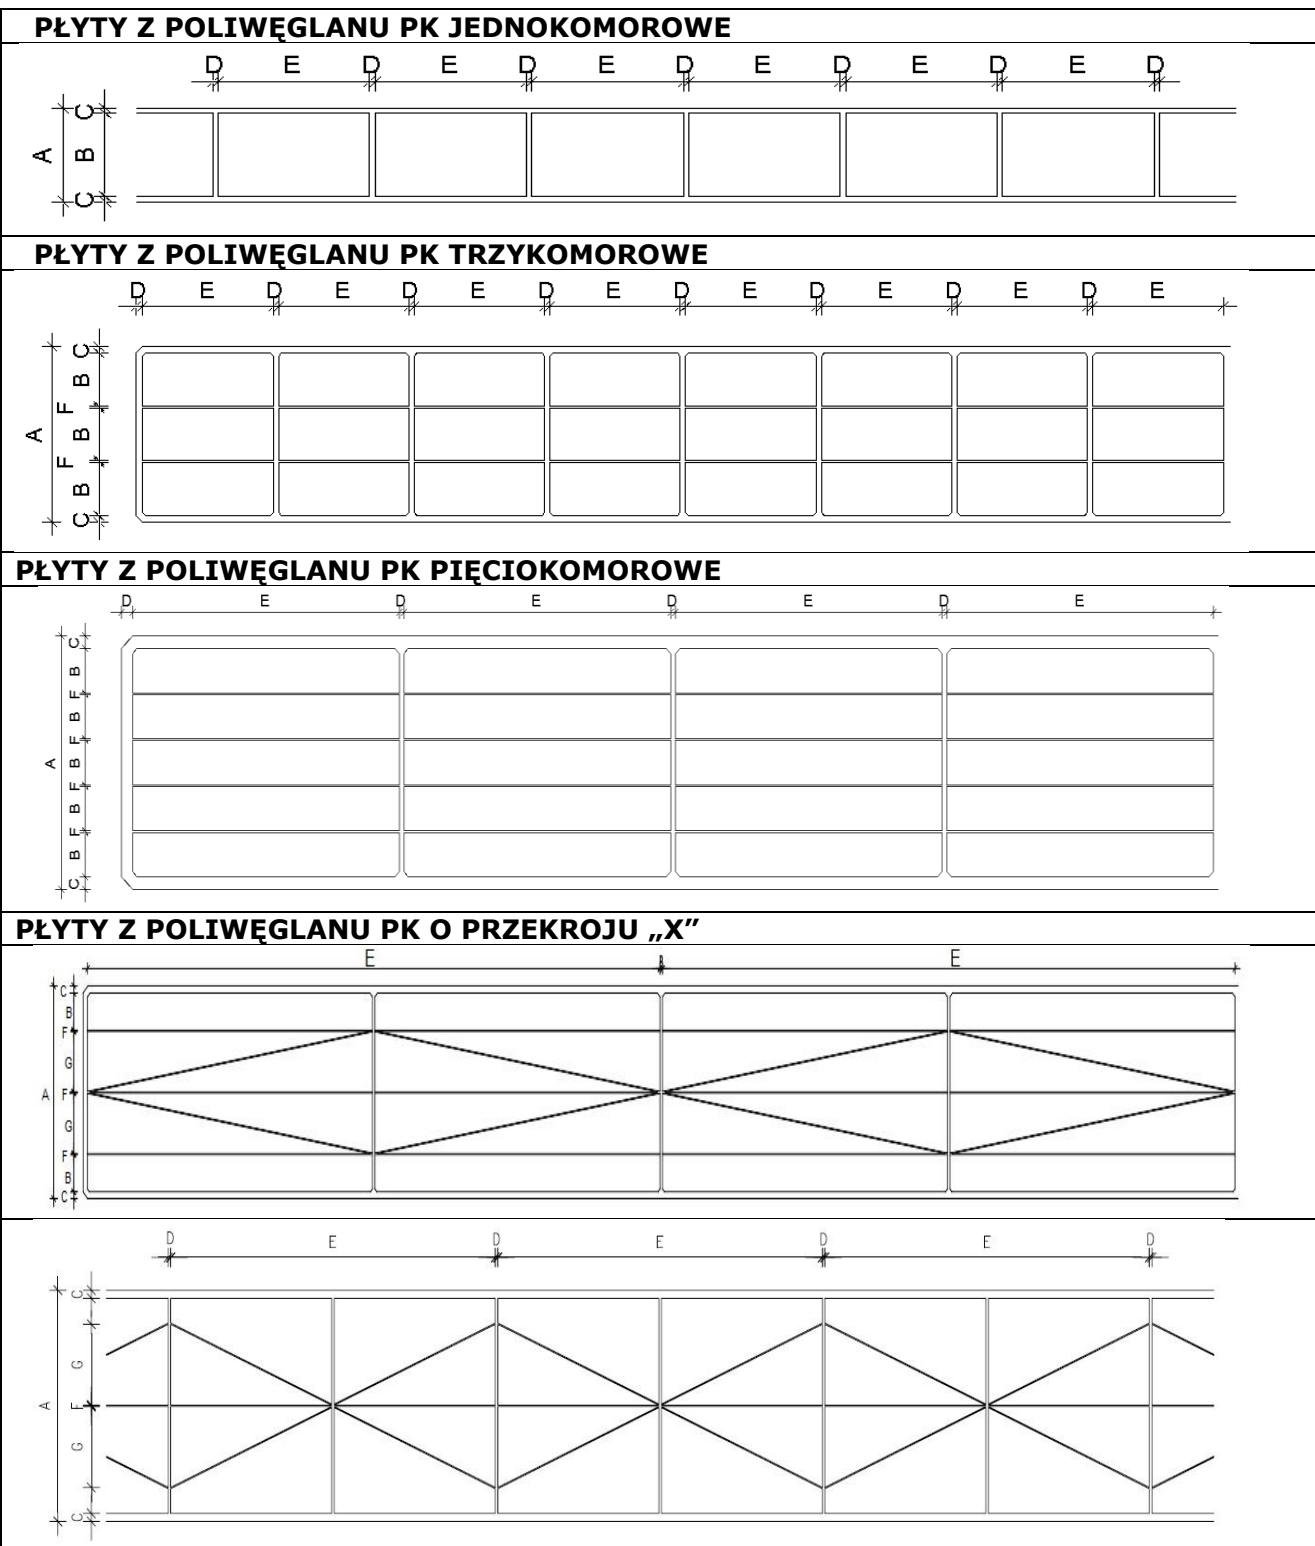 PŁYTY Z POLIWĘGLANU PK JEDNOKOMOROWE
D E D E D E D E D E D E D
C
B
A
C
PŁYTY Z POLIWĘGLANU PK TRZYKOMOROWE
D E D E D E D E D E D E D E D E
C
B
F
A
B
F
B
C
PŁYTY Z POLIWĘGLANU PK PIĘCIOKOMOROWE
D E D E D E D E
C
B
F
B
F
A
B
F
B
F
B
C
PŁYTY Z POLIWĘGLANU PK O PRZEKROJU „X”
E E
C
B
F
G
A
F
G
F
B
C
D E D E D E D
C
G
A
F
G
C